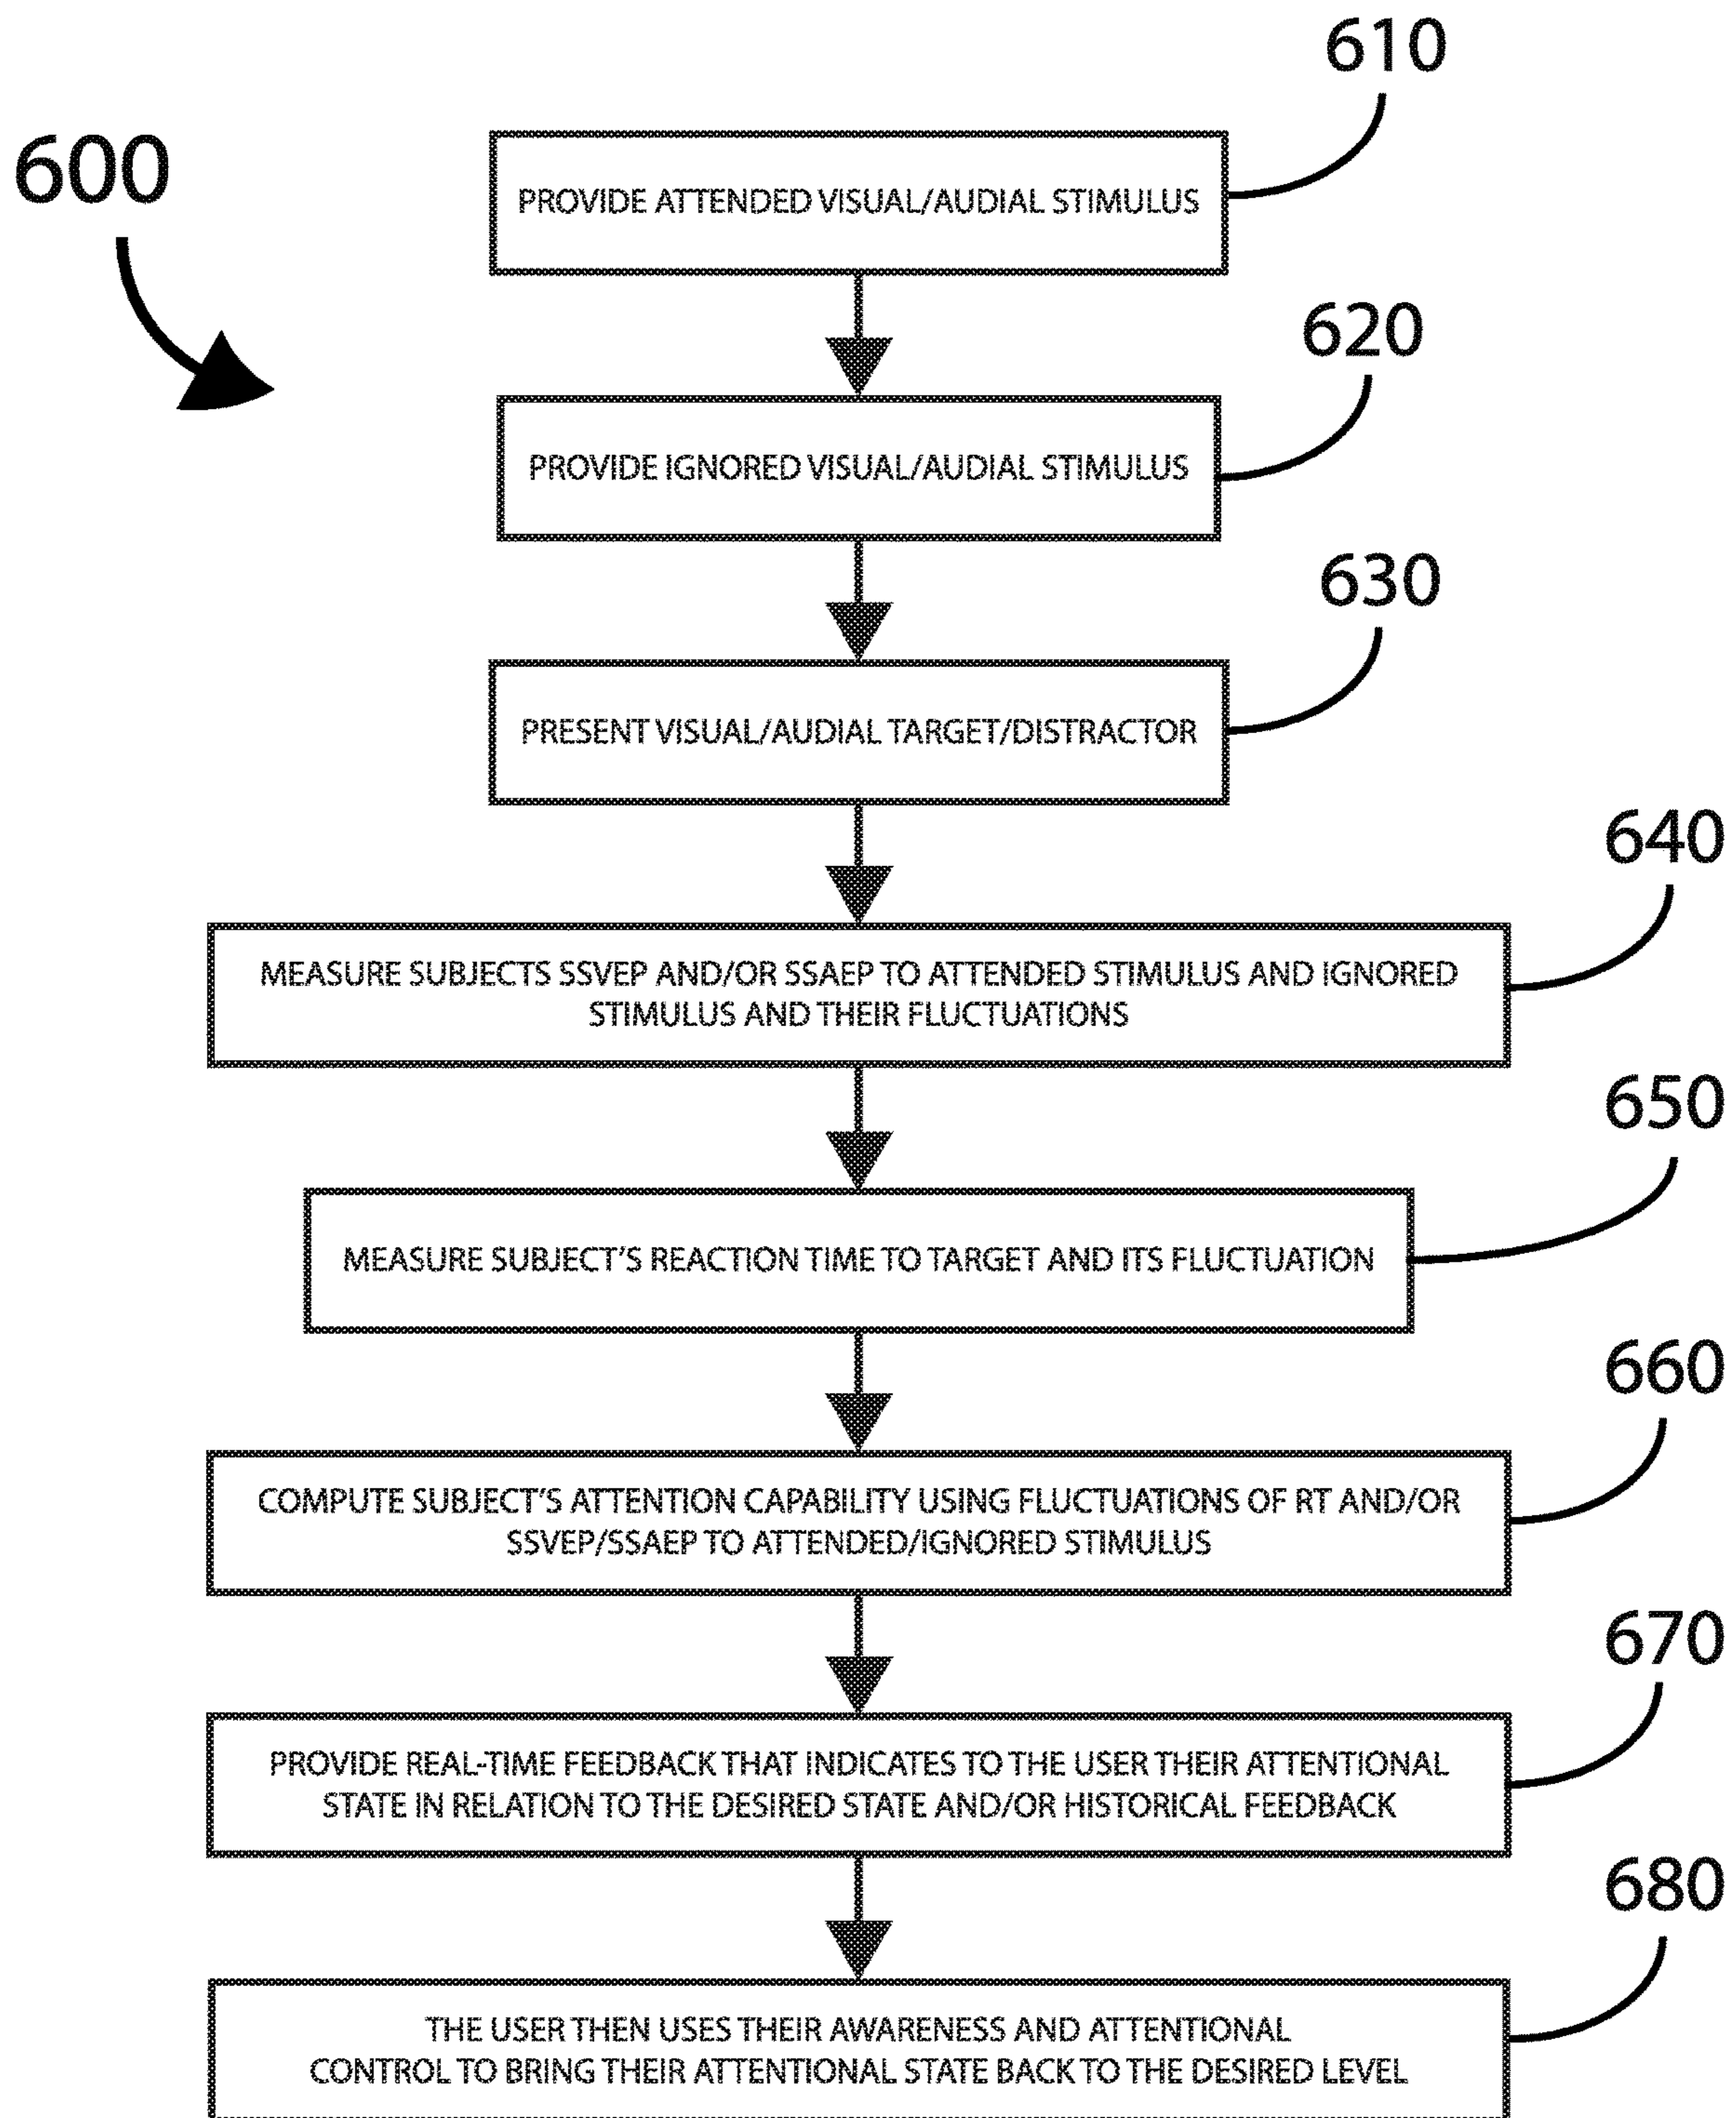 610
600
PROVIDE ATTENDED VISUAL/AUDIAL STIMULUS
620
PROVIDE IGNORED VISUAL/AUDIAL STIMULUS
630
PRESENT VISUAL/AUDIAL TARGET/DISTRACTOR
640
MEASURE SUBJECTS SSVEP AND/OR SSAEP TO ATTENDED STIMULUS AND IGNORED
STIMULUS AND THEIR FLUCTUATIONS
650
MEASURE SUBJECT'S REACTION TIME TO TARGET AND ITS FLUCTUATION
660
COMPUTE SUBJECT'S ATTENTION CAPABILITY USING FLUCTUATIONS OF RT AND/OR
SSVEP/SSAEP TO ATTENDED/IGNORED STIMULUS
670
PROVIDE REAL-TIME FEEDBACK THAT INDICATES TO THE USER THEIR ATTENTIONAL
STATE IN RELATION TO THE DESIRED STATE AND/OR HISTORICAL FEEDBACK
680
THE USER THEN USES THEIR AWARENESS AND ATTENTIONAL
CONTROL TO BRING THEIR ATTENTIONAL STATE BACK TO THE DESIRED LEVEL